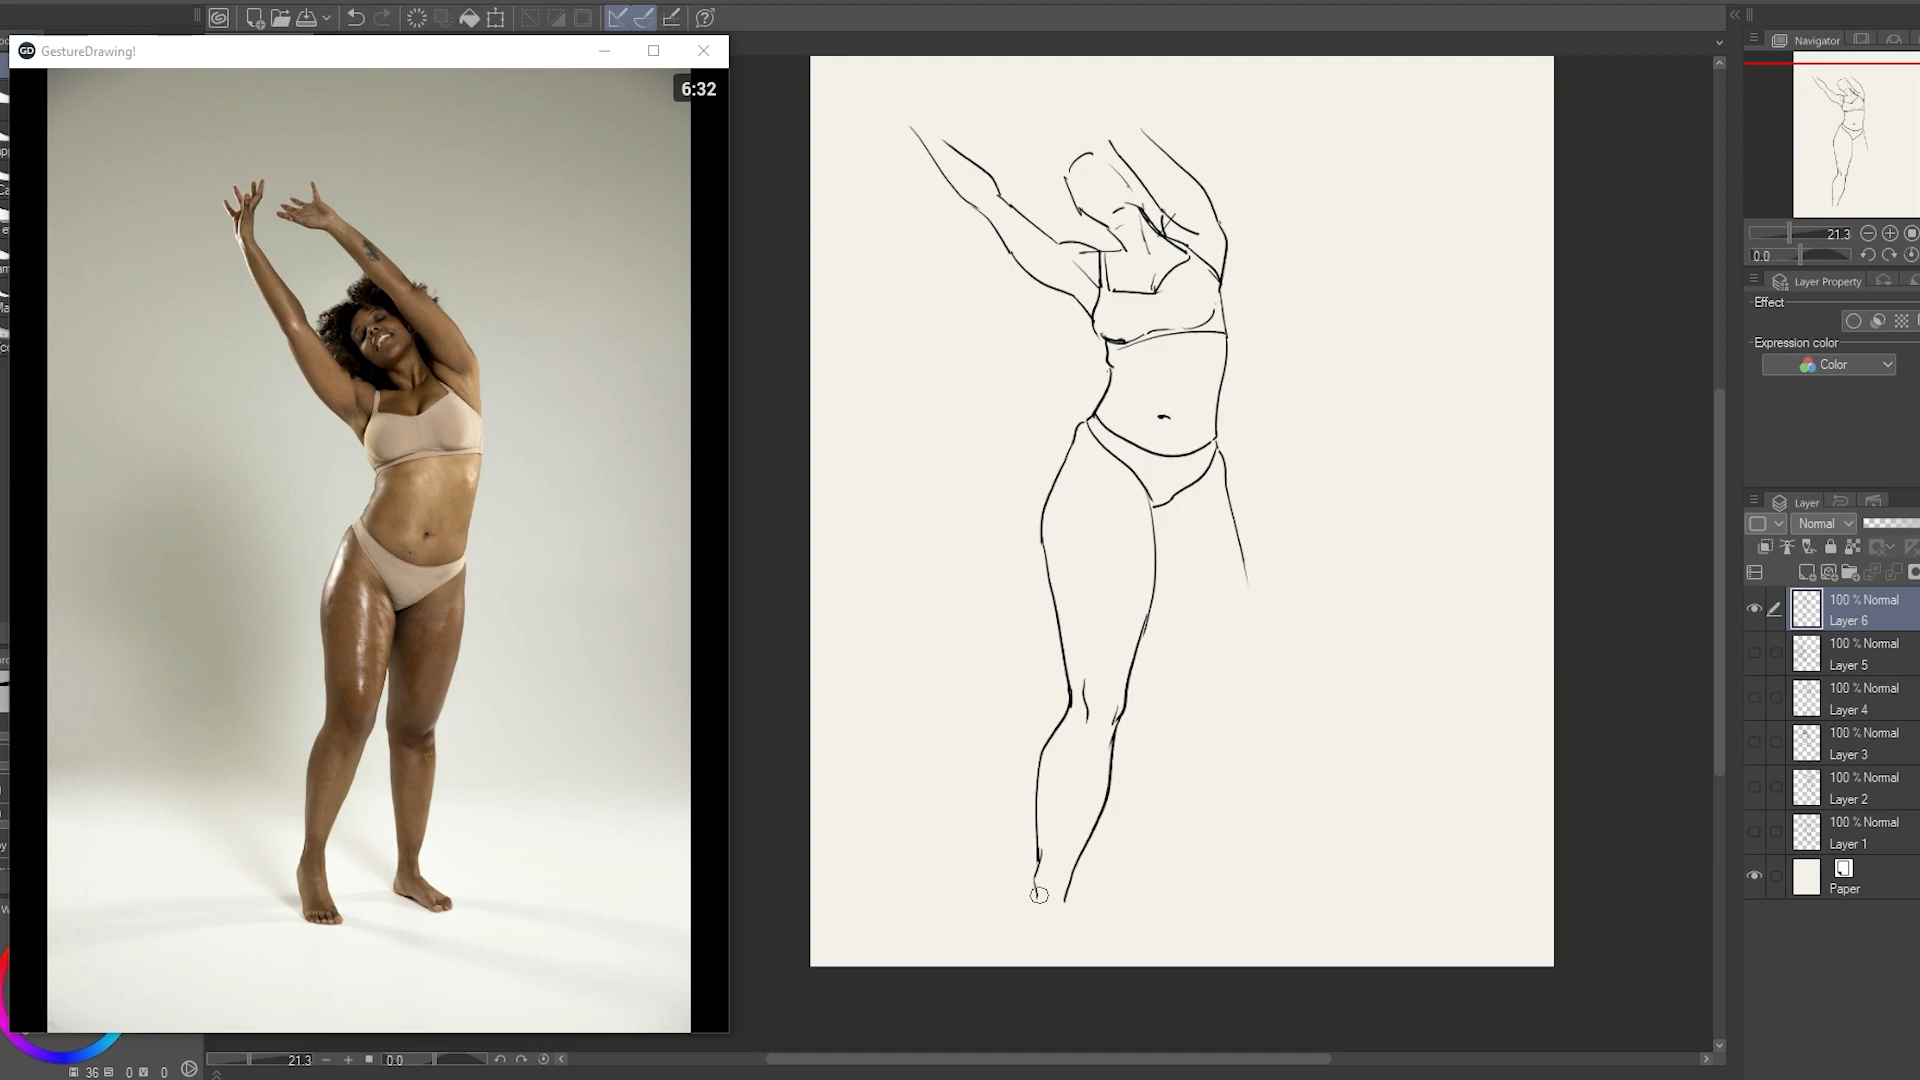 GD GestureDrawing!
6:32
Navigator
21.3
0.0
Layer Property
Effect
Expression color
Color
Layer
Normal
100 % Normal
Layer 6
100 % Normal
Layer 5
100 % Normal
Layer 4
100 % Normal
Layer 3
100 % Normal
Layer 2
100 % Normal
Layer 1
Paper
21.3
0.0
H 36 S 0 V 0